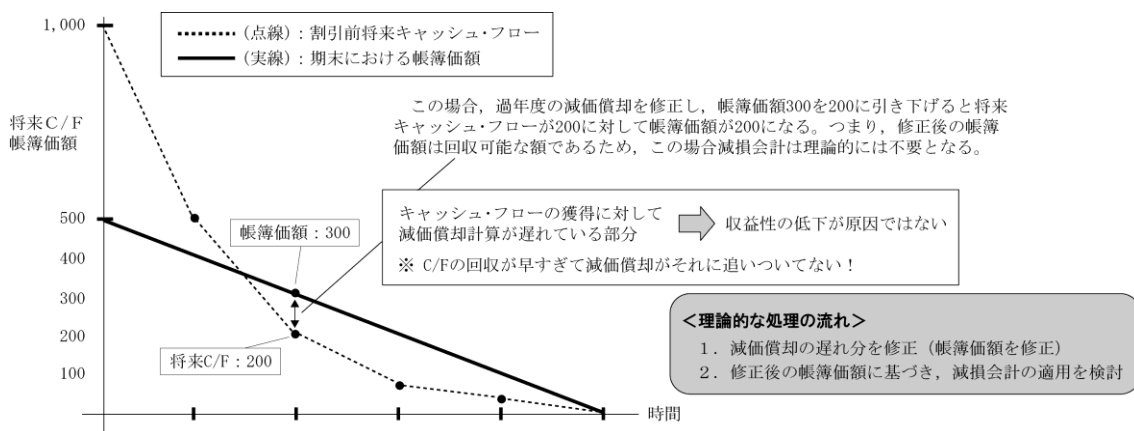 1,000
(点線)：割引前将来キャッシュ・フロー
(実線)：期末における帳簿価額
将来C/F
帳簿価額
この場合，過年度の減価償却を修正し，帳簿価額300を200に引き下げると将来
キャッシュ・フローが200に対して帳簿価額が200になる。つまり，修正後の帳簿
価額は回収可能な額であるため，この場合減損会計は理論的には不要となる。
500
400
300
200
100
帳簿価額：300
将来C/F：200
キャッシュ・フローの獲得に対して
減価償却計算が遅れている部分
収益性の低下が原因ではない
※ C/Fの回収が早すぎて減価償却がそれに追いついてない！
＜理論的な処理の流れ＞
1．減価償却の遅れ分を修正（帳簿価額を修正）
2．修正後の帳簿価額に基づき，減損会計の適用を検討
時間